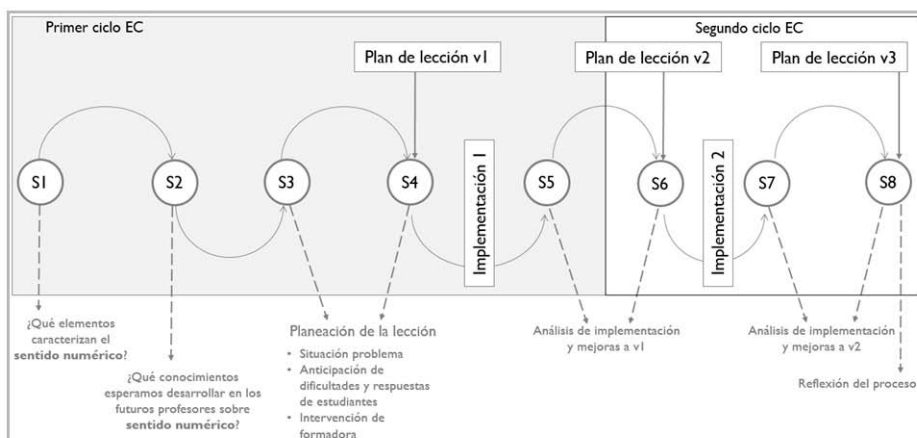 Primer ciclo EC
Segundo ciclo EC
Plan de lección v1
Plan de lección v2
Plan de lección v3
S1
S2
S3
S4
Implementación 1
S5
S6
Implementación 2
S7
S8
¿Qué elementos
caracterizan el
sentido numérico?
¿Qué conocimientos
esperamos desarrollar en los
futuros profesores sobre
sentido numérico?
Planeación de la lección
• Situación problema
• Anticipación de
dificultades y respuestas
de estudiantes
• Intervención de
formadora
Análisis de implementación
y mejoras a v1
Análisis de implementación
y mejoras a v2
Reflexión del proceso